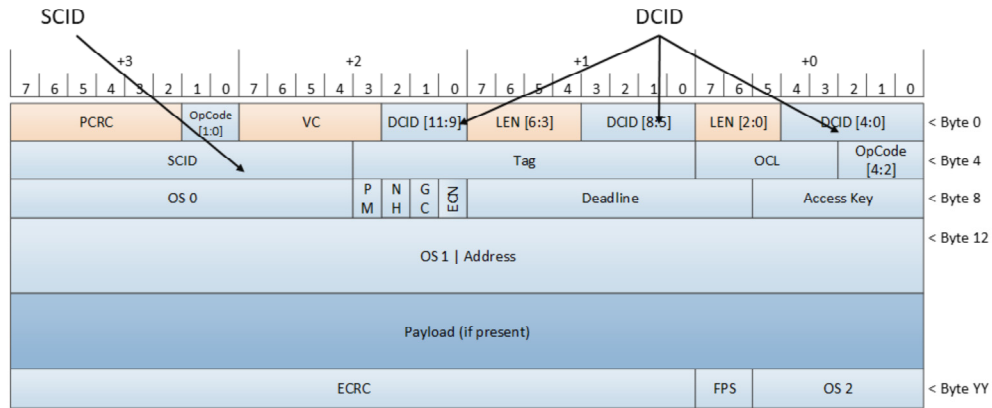 SCID DCID
+3 +2 +1 +0
7 6 5 4 3 2 1 0 7 6 5 4 3 2 1 0 7 6 5 4 3 2 1 0 7 6 5 4 3 2 1 0
PCRC OpCode [1:0] VC DCID [11:9] LEN [6:3] DCID [8:5] LEN [2:0] DCID [4:0] < Byte 0
SCID Tag OCL OpCode [4:2] < Byte 4
OS 0 PM NH GC ECN Deadline Access Key < Byte 8
< Byte 12
OS 1 | Address
Payload (if present)
ECRC FPS OS 2 < Byte YY